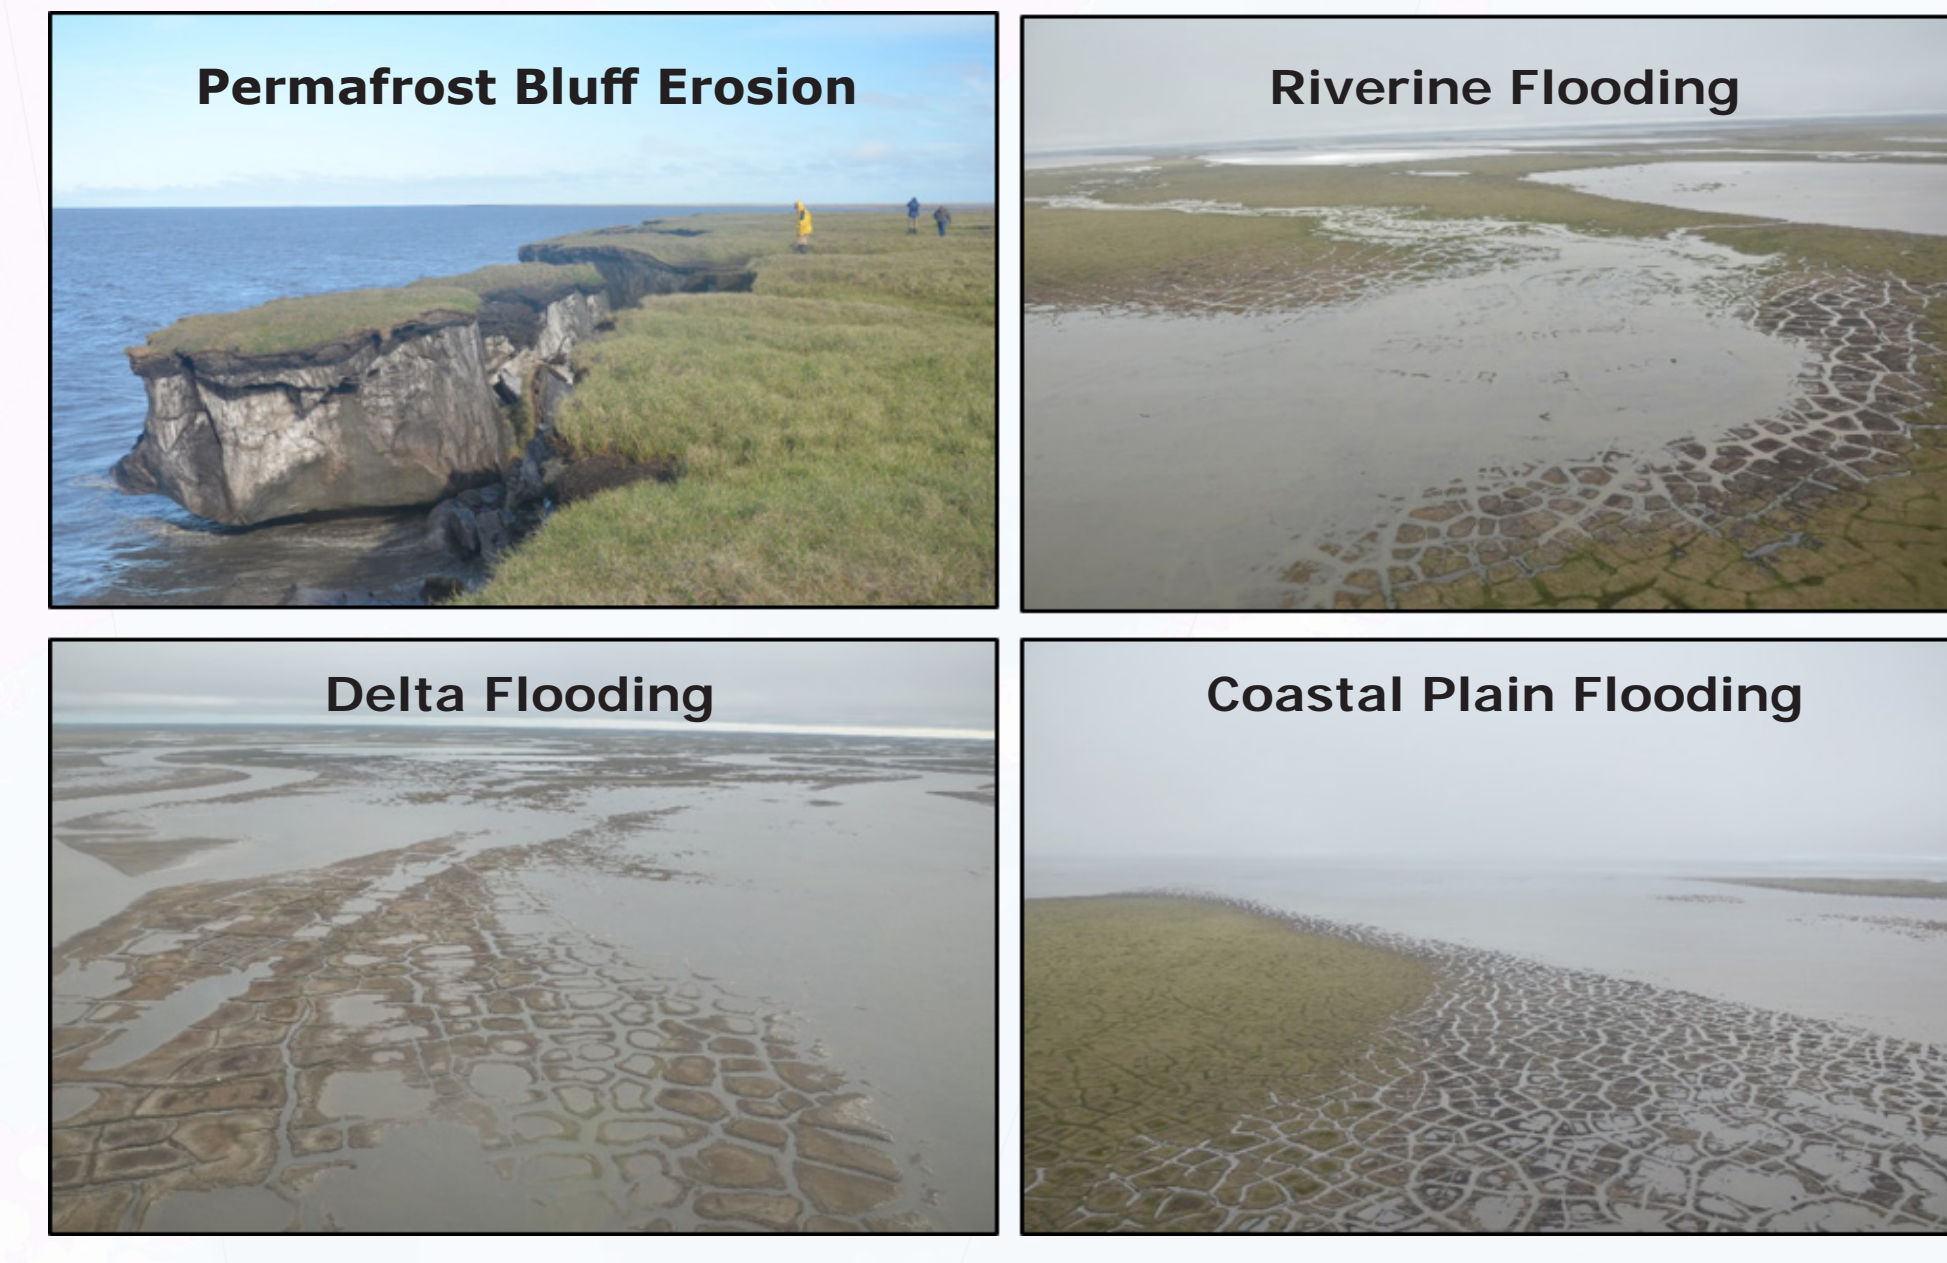 Permafrost Bluff Erosion
Riverine Flooding
Delta Flooding
Coastal Plain Flooding